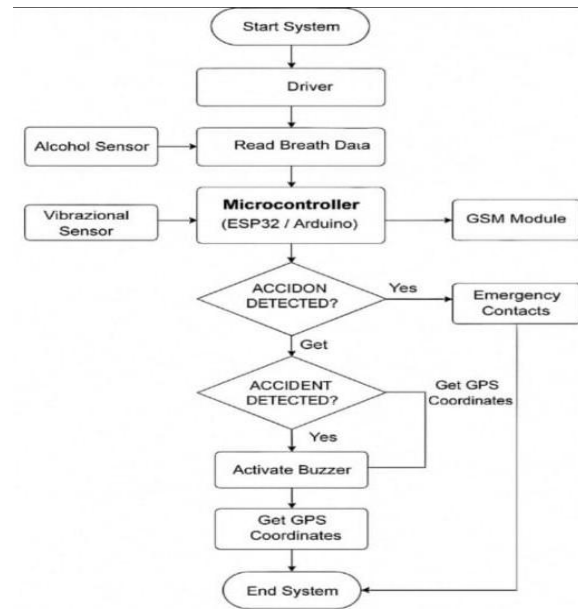 Start System
Driver
Alcohol Sensor
Read Breath Data
Vibrazional
Sensor
Microcontroller
(ESP32 / Arduino)
GSM Module
ACCIDON
DETECTED?
Yes
Emergency
Contacts
Get
ACCIDENT
DETECTED?
Get GPS
Coordinates
Yes
Activate Buzzer
Get GPS
Coordinates
End System